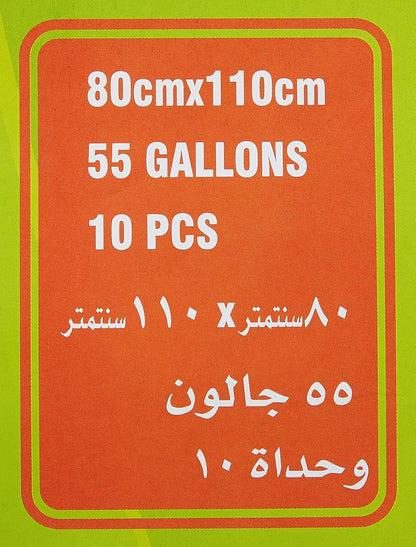 80cmx110cm
55 GALLONS
10 PCS
٨٠سنتمتر x ١١٠ سنتمتر
٥٥ جالون
وحداة ١٠